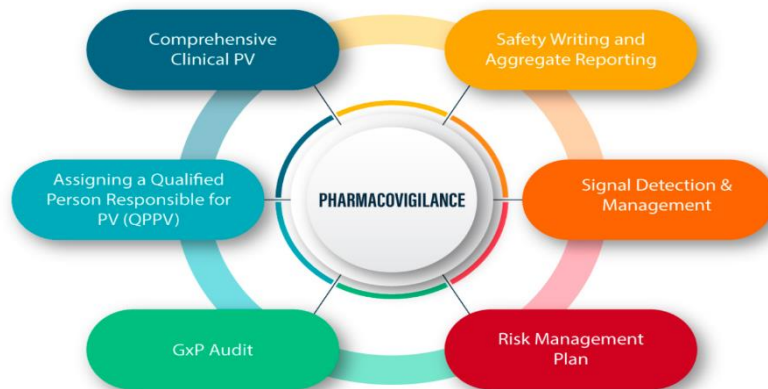 Comprehensive
Clinical PV
Safety Writing and
Aggregate Reporting
Assigning a Qualified
Person Responsible for
PV (QPPV)
PHARMACOVIGILANCE
Signal Detection &
Management
GxP Audit
Risk Management
Plan